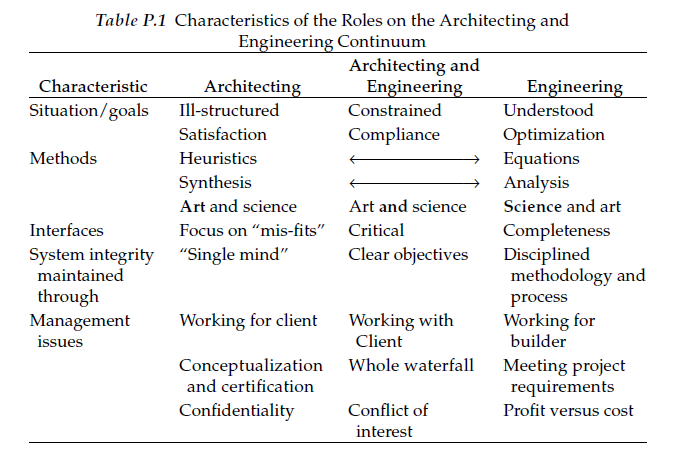 Table P.1 Characteristics of the Roles on the Architecting and
Engineering Continuum
Characteristic Architecting Architecting and Engineering Engineering
Situation/goals Ill-structured Constrained Understood
Satisfaction Compliance Optimization
Methods Heuristics ←→ Equations
Synthesis ←→ Analysis
Art and science Art and science Science and art
Interfaces Focus on “mis-fits” Critical Completeness
System integrity maintained through “Single mind” Clear objectives Disciplined methodology and process
Management issues Working for client Working with Client Working for builder
Conceptualization and certification Whole waterfall Meeting project requirements
Confidentiality Conflict of interest Profit versus cost